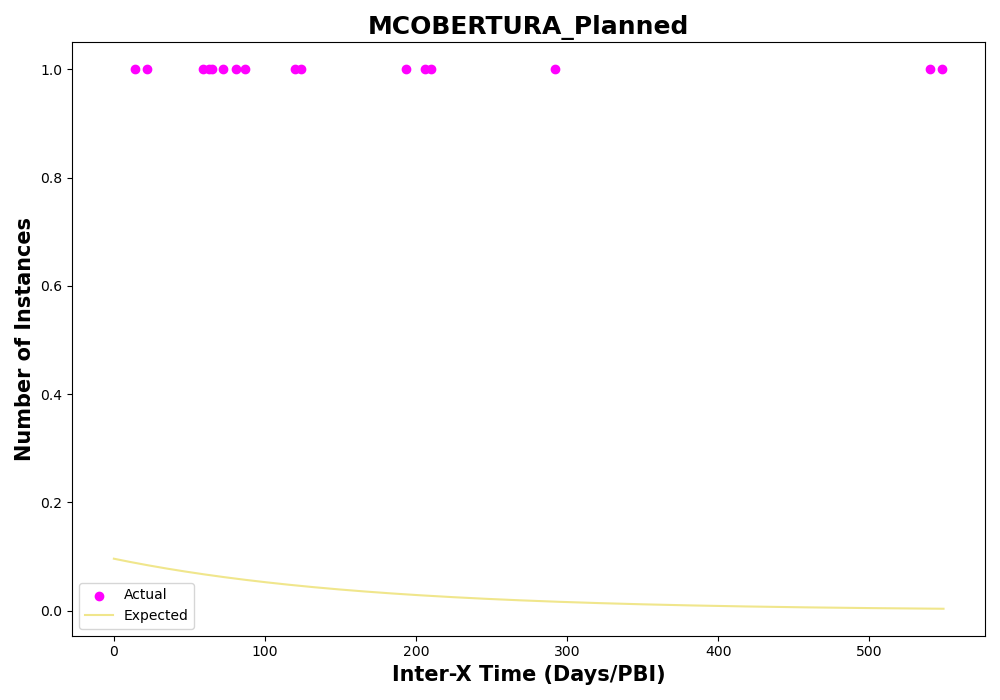 MCOBERTURA_Planned
Number of Instances
1.0
0.8
0.6
0.4
0.2
0.0
Actual
Expected
0 100 200 300 400 500
Inter-X Time (Days/PBI)